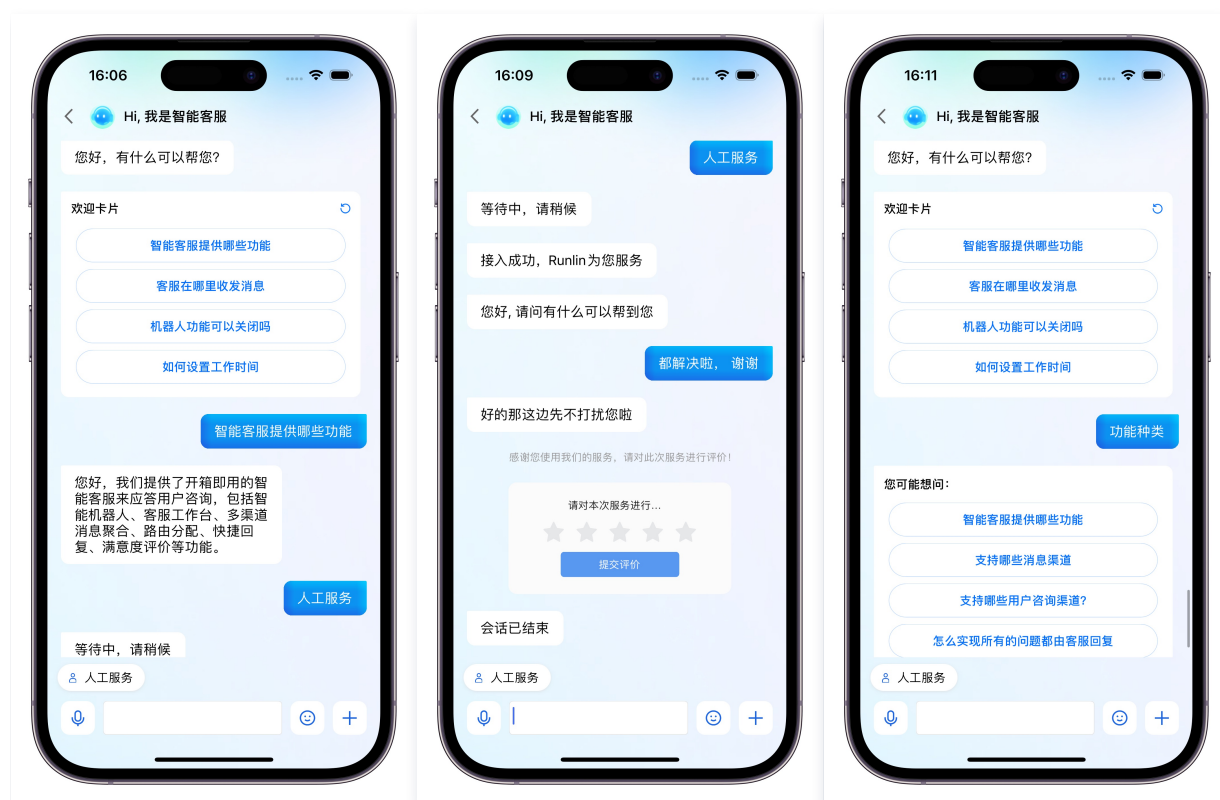 16:06
Hi, 我是智能客服
您好，有什么可以帮您?
欢迎卡片
智能客服提供哪些功能
客服在哪里收发消息
机器人功能可以关闭吗
如何设置工作时间
智能客服提供哪些功能
您好，我们提供了开箱即用的智
能客服来应答用户咨询，包括智
能机器人、客服工作台、多渠道
消息聚合、路由分配、快捷回
复、满意度评价等功能。
人工服务
等待中，请稍候
人工服务
16:09
Hi, 我是智能客服
人工服务
等待中，请稍候
接入成功，Runlin为您服务
您好, 请问有什么可以帮到您
都解决啦， 谢谢
好的那这边先不打扰您啦
感谢您使用我们的服务，请对此次服务进行评价！
请对本次服务进行...
提交评价
会话已结束
人工服务
16:11
Hi, 我是智能客服
您好，有什么可以帮您?
欢迎卡片
智能客服提供哪些功能
客服在哪里收发消息
机器人功能可以关闭吗
如何设置工作时间
功能种类
您可能想问：
智能客服提供哪些功能
支持哪些消息渠道
支持哪些用户咨询渠道?
怎么实现所有的问题都由客服回复
人工服务